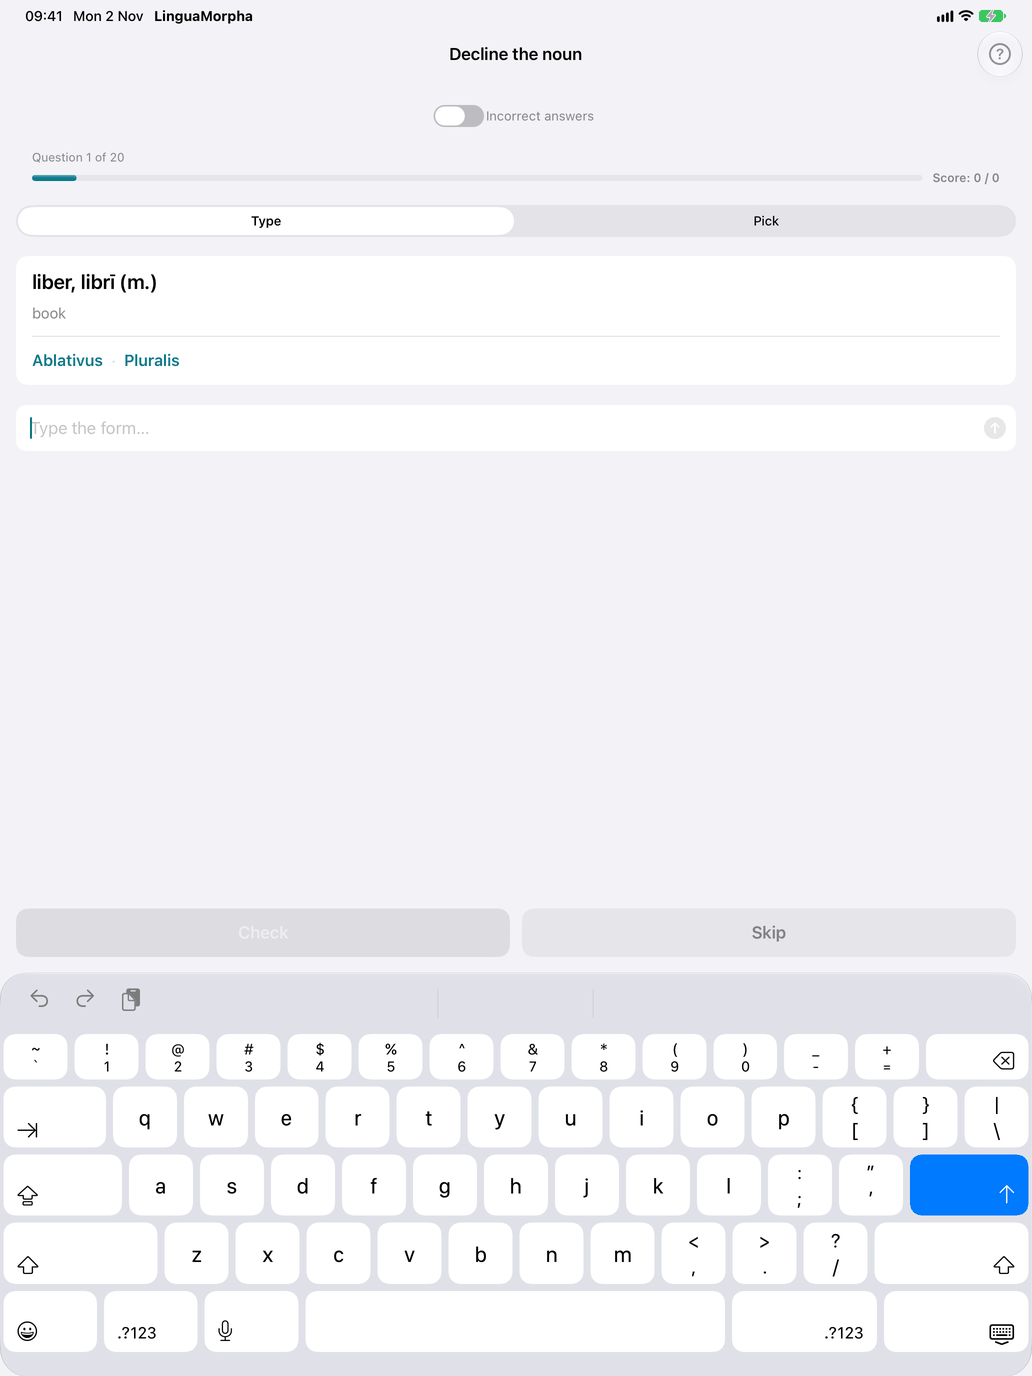 09:41 Mon 2 Nov LinguaMorpha
Decline the noun
?
Incorrect answers
Question 1 of 20
Score: 0 / 0
Type Pick
liber, librī (m.)
book
Ablativus · Pluralis
Type the form...
Check Skip
~ ! @ # $ % ^ & * ( ) _ +
` 1 2 3 4 5 6 7 8 9 0 - =
q w e r t y u i o p { } |
[ ] \
a s d f g h j k l : "
; '
z x c v b n m < > ?
, . /
.?123 .?123